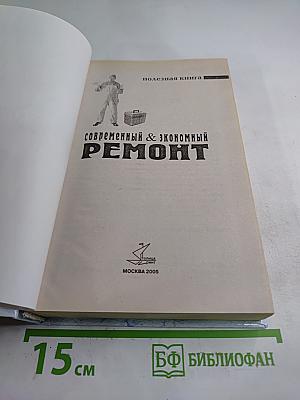 ПОЛЕЗНАЯ КНИГА
современный & экономный
РЕМОНТ
МОСКВА 2005
15 см
БФ БИБЛИОФАН